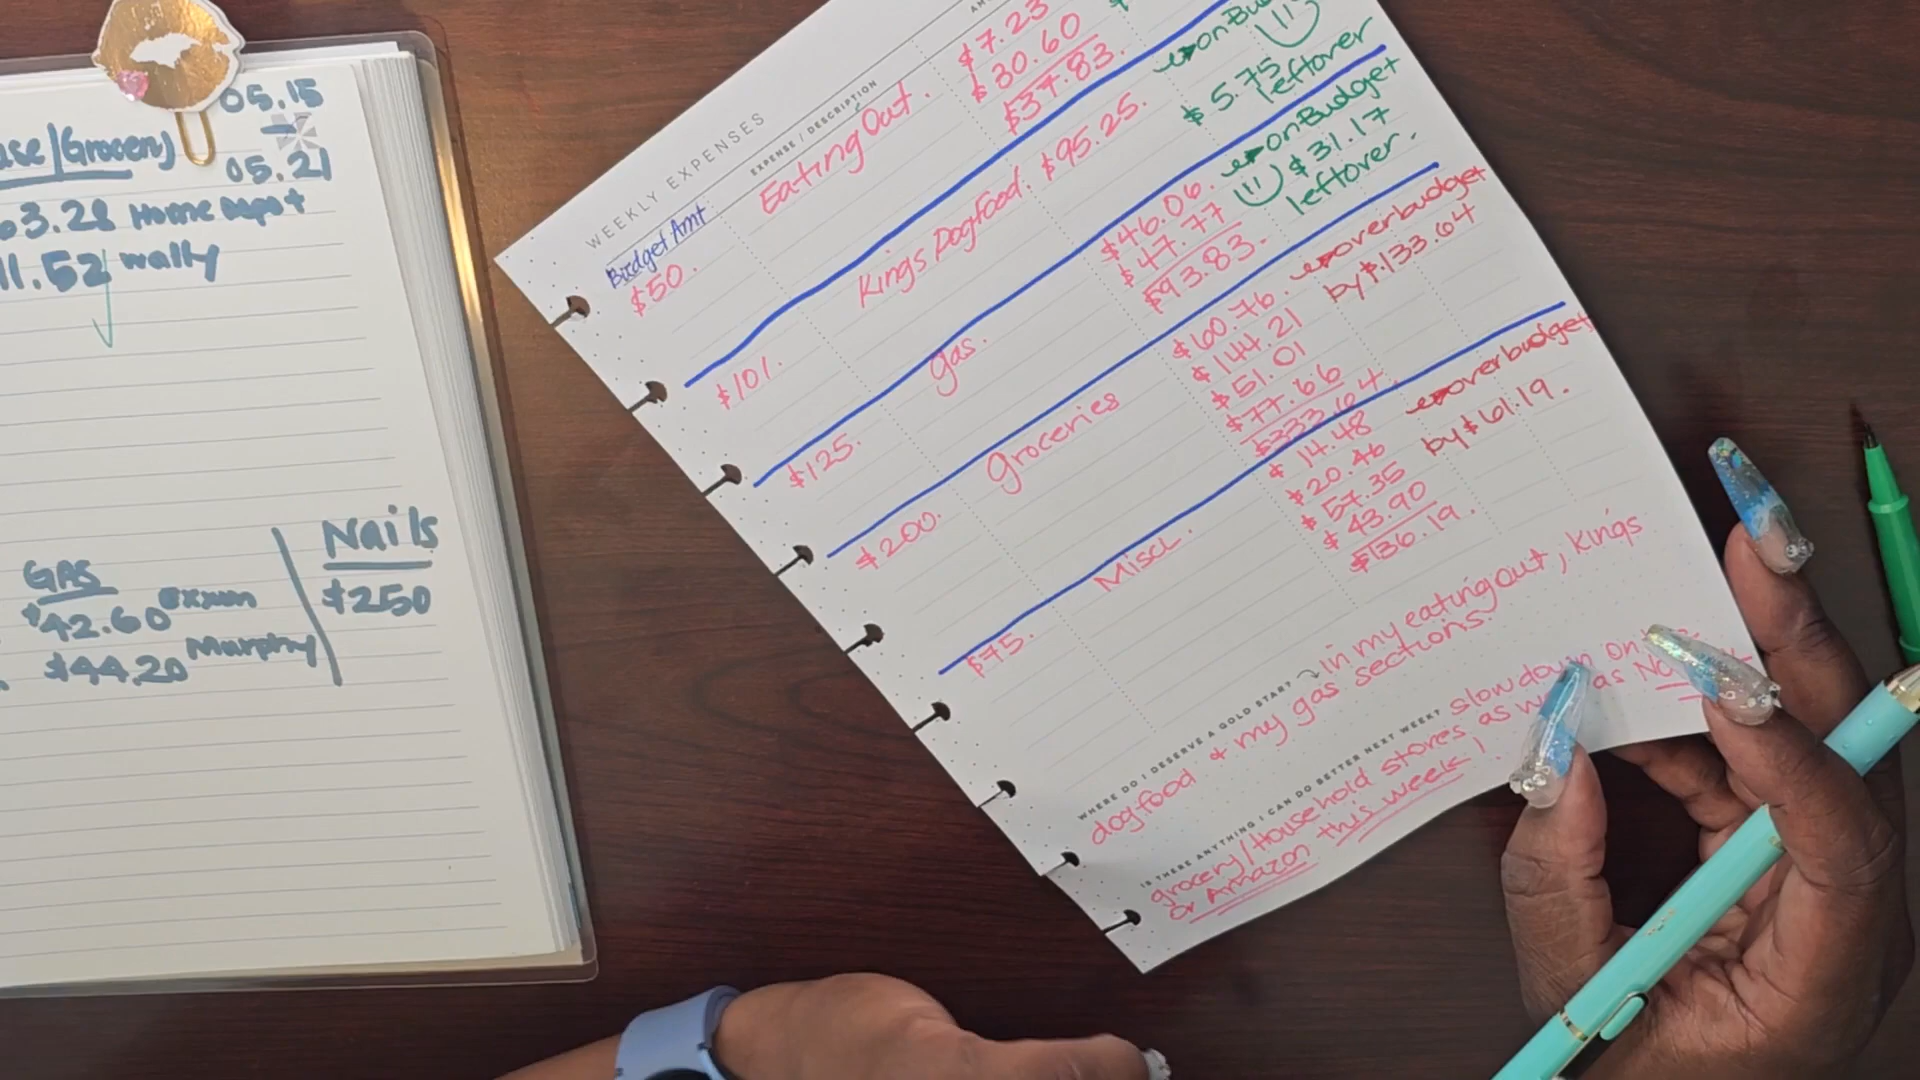 05.15
-
05.21
/Grocery
03.28 Home Depot
11.52 wally
GAS
$42.60 Exxon
$44.20 Murphy
Nails
$250
WEEKLY EXPENSES
EXPENSE / DESCRIPTION
Budget Amt
$50.
Eating Out.
$7.23
$30.60
$37.83.
$101.
Kings Dogfood.
$95.25.
on Budget
$5.75
leftover
$125.
gas.
$46.06.
$47.77
$93.83.
on Budget
$31.17
leftover.
$200.
groceries
$60.76.
$144.21
$51.01
$77.66
$333.64.
overbudget
by $133.64
$75.
Miscl.
$14.48
$20.46
$57.35
$43.90
$136.19.
overbudget
by $61.19.
WHERE DO I DESERVE A GOLD STAR? in my eating out, Kings
dogfood & my gas sections.
IS THERE ANYTHING I CAN DO BETTER NEXT WEEK? slow down on
grocery/Household stores as well as
or Amazon this week!